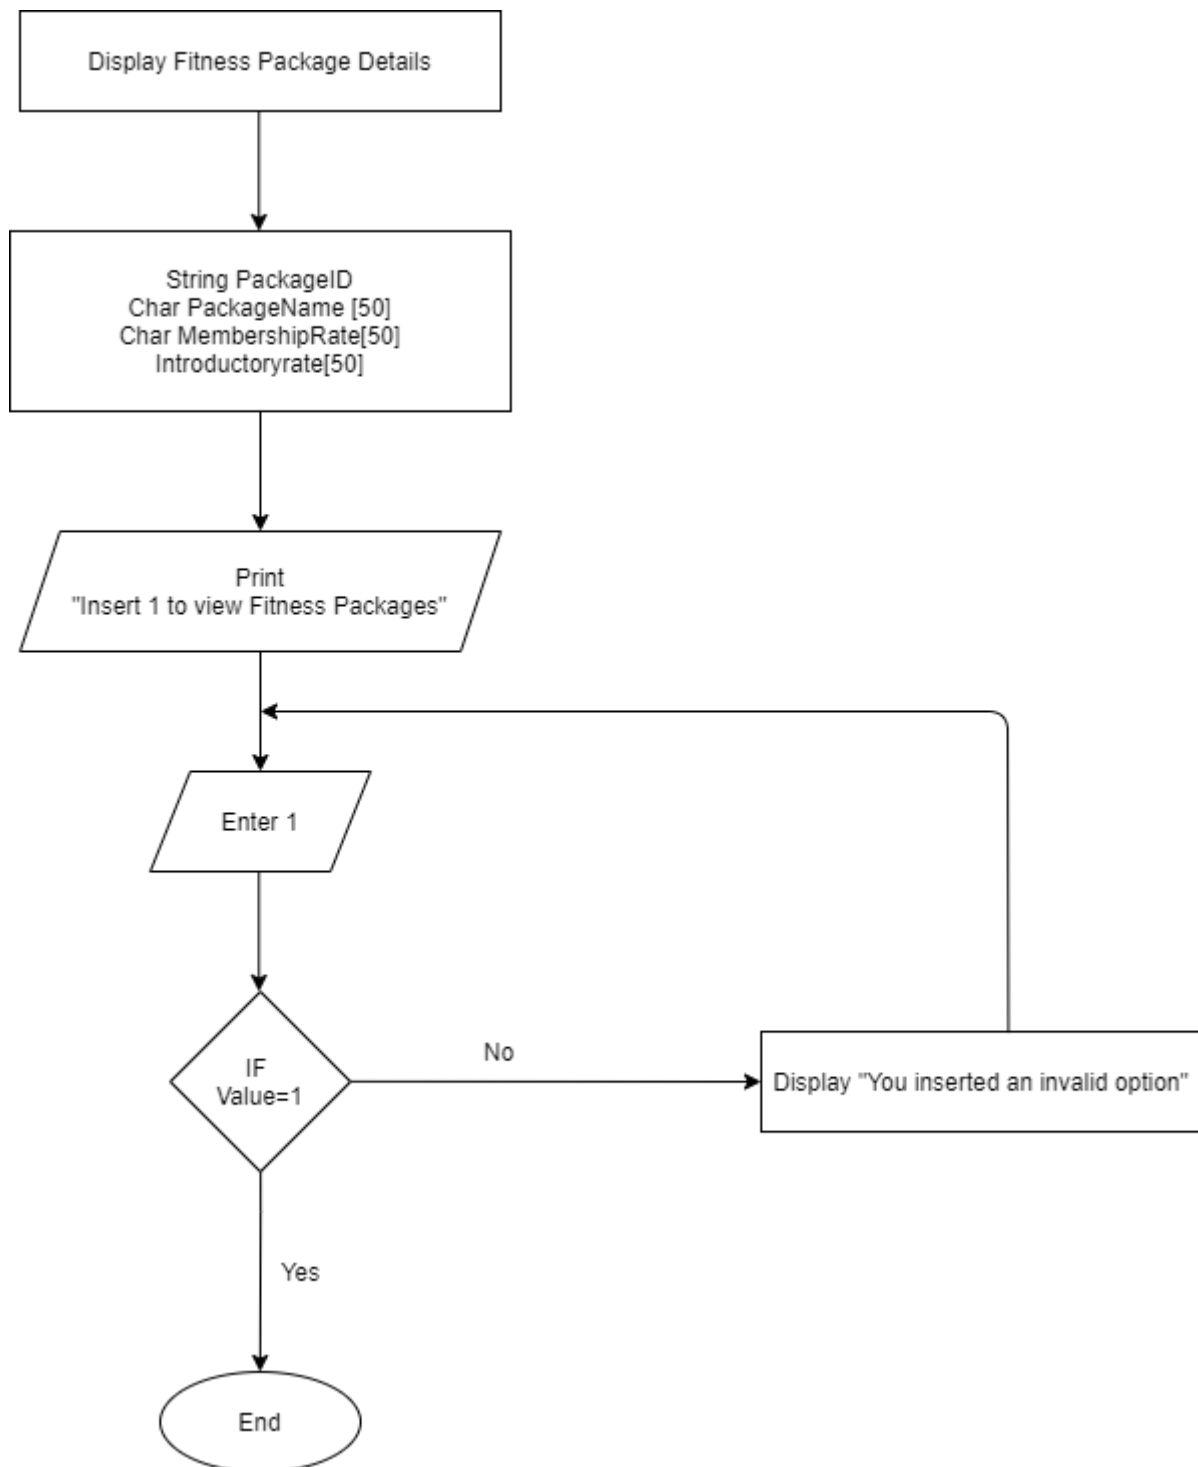 Display Fitness Package Details
String PackageID
Char PackageName [50]
Char MembershipRate[50]
Introductoryrate[50]
Print
"Insert 1 to view Fitness Packages"
Enter 1
IF
Value=1
No
Display "You inserted an invalid option"
Yes
End